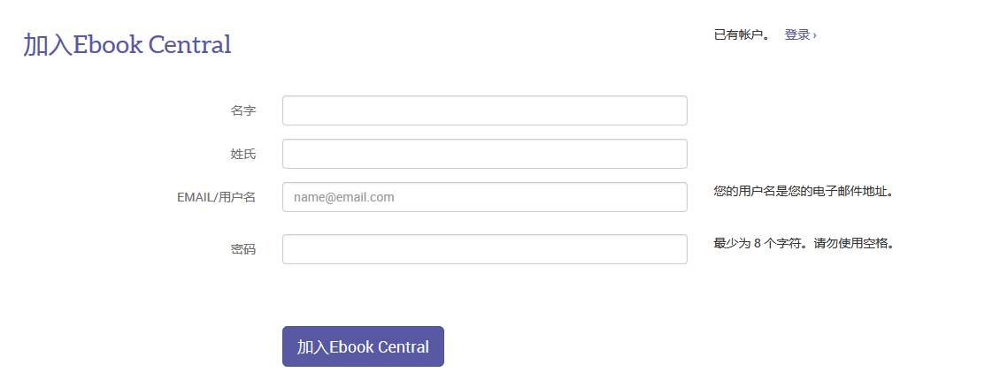 加入Ebook Central
已有帐户。 登录 ›
名字
姓氏
EMAIL/用户名
name@email.com
您的用户名是您的电子邮件地址。
密码
最少为 8 个字符。请勿使用空格。
加入Ebook Central